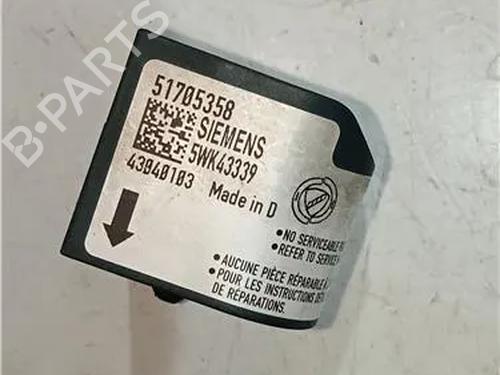 B-PARTS
51705358
SIEMENS
5WK43339
43040103 Made in D
• NO SERVICEABLE
• REFER TO SERVICE
• AUCUNE PIÈCE RÉPARABLE
• POUR LES INSTRUCTIONS
DE RÉPARATIONS.